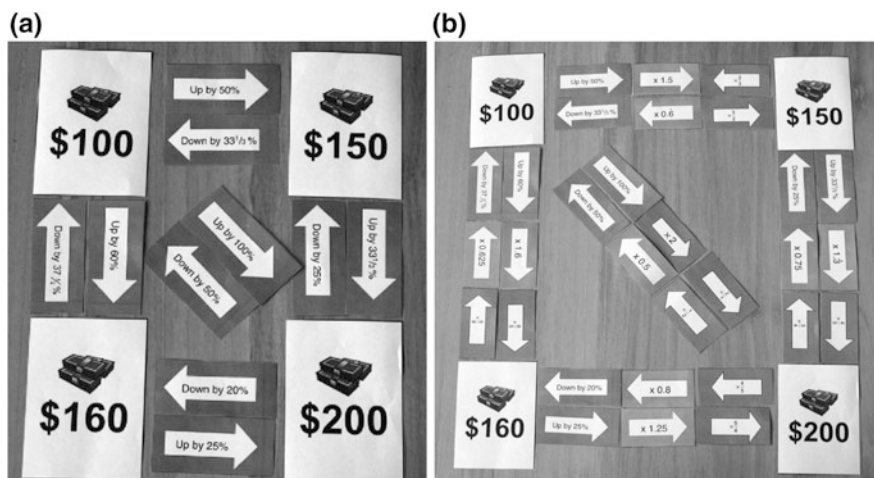 (a)
Up by 50%
$100
$150
Down by 33⅓%
Down by 37 ½%
Up by 60%
Up by 100%
Down by 50%
Down by 25%
Up by 33⅓%
Down by 20%
$160
$200
Up by 25%
(b)
Up by 50%
x 1.5
$100
$150
Down by 33⅓%
x 0.6
Down by 37 ½%
Up by 60%
Up by 100%
Down by 50%
Down by 25%
Up by 33⅓%
x 2
x 0.5
x 0.625
x 1.6
x 0.75
Down by 20%
x 0.8
$160
$200
Up by 25%
x 1.25